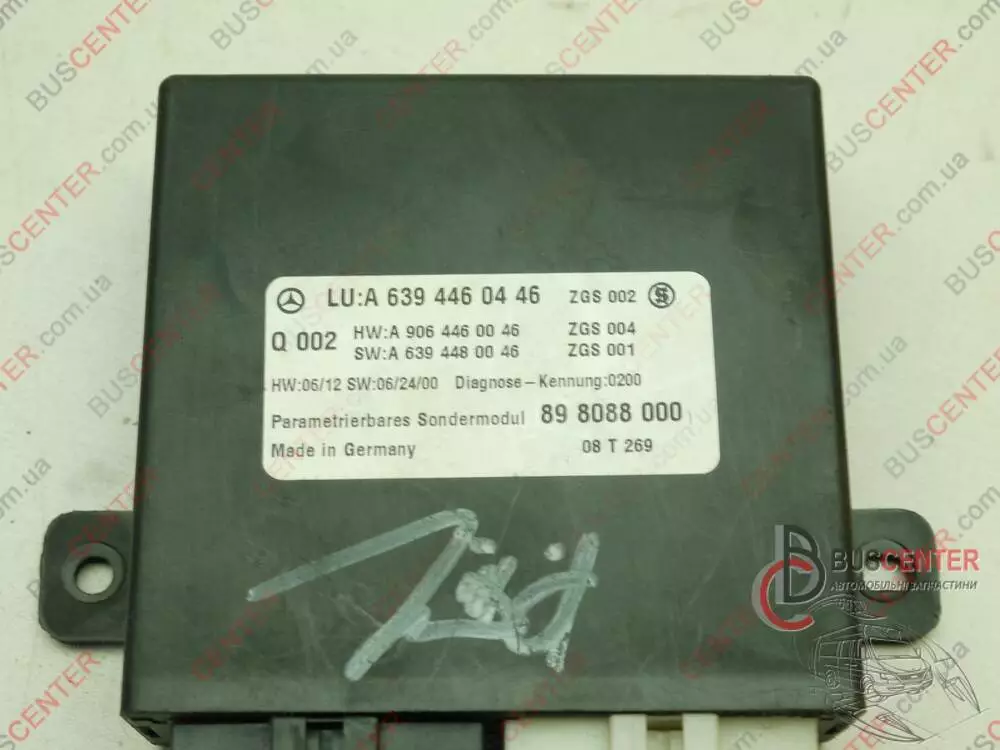 LU:A 639 446 04 46 ZGS 002
Q 002 HW:A 906 446 00 46 ZGS 004
SW:A 639 448 00 46 ZGS 001
HW:06/12 SW:06/24/00 Diagnose-Kennung:0200
Parametrierbares Sondermodul 89 8088 000
Made in Germany 08 T 269
BUSCENTER
АВТОМОБІЛЬНІ ЗАПЧАСТИНИ
BUSCENTER.com.ua